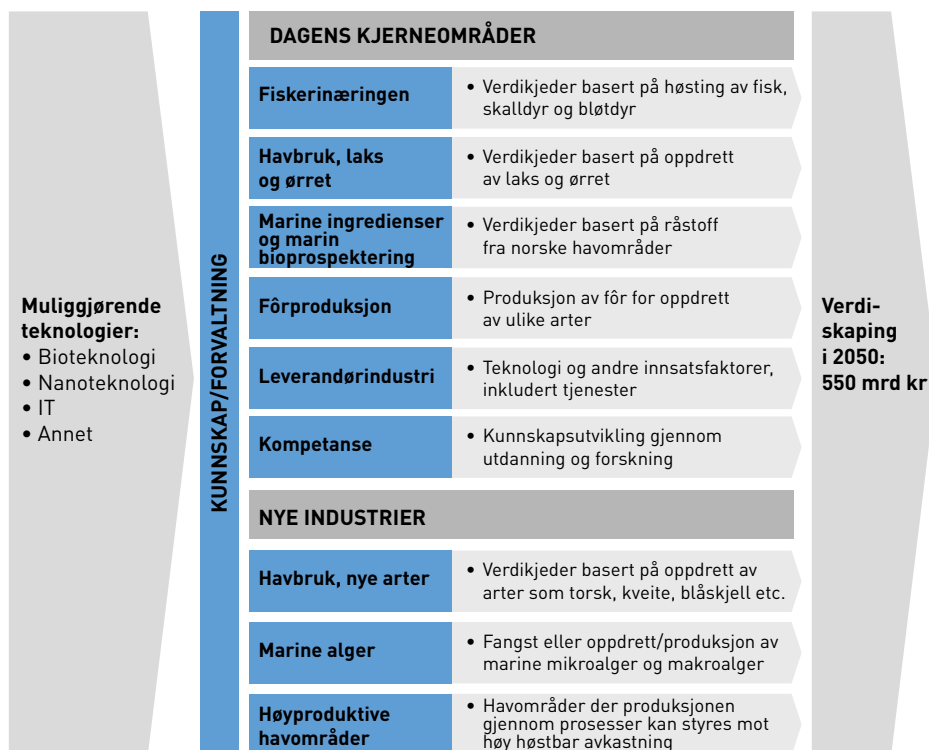 Muliggjørende
teknologier:
• Bioteknologi
• Nanoteknologi
• IT
• Annet
KUNNSKAP/FORVALTNING
DAGENS KJERNEOMRÅDER
Fiskerinæringen
• Verdikjeder basert på høsting av fisk,
skalldyr og bløtdyr
Havbruk, laks
og ørret
• Verdikjeder basert på oppdrett
av laks og ørret
Marine ingredienser
og marin
bioprospektering
• Verdikjeder basert på råstoff
fra norske havområder
Fôrproduksjon
• Produksjon av fôr for oppdrett
av ulike arter
Leverandørindustri
• Teknologi og andre innsatsfaktorer,
inkludert tjenester
Kompetanse
• Kunnskapsutvikling gjennom
utdanning og forskning
NYE INDUSTRIER
Havbruk, nye arter
• Verdikjeder basert på oppdrett av
arter som torsk, kveite, blåskjell etc.
Marine alger
• Fangst eller oppdrett/produksjon av
marine mikroalger og makroalger
Høyproduktive
havområder
• Havområder der produksjonen
gjennom prosesser kan styres mot
høy høstbar avkastning
Verdi-
skaping
i 2050:
550 mrd kr